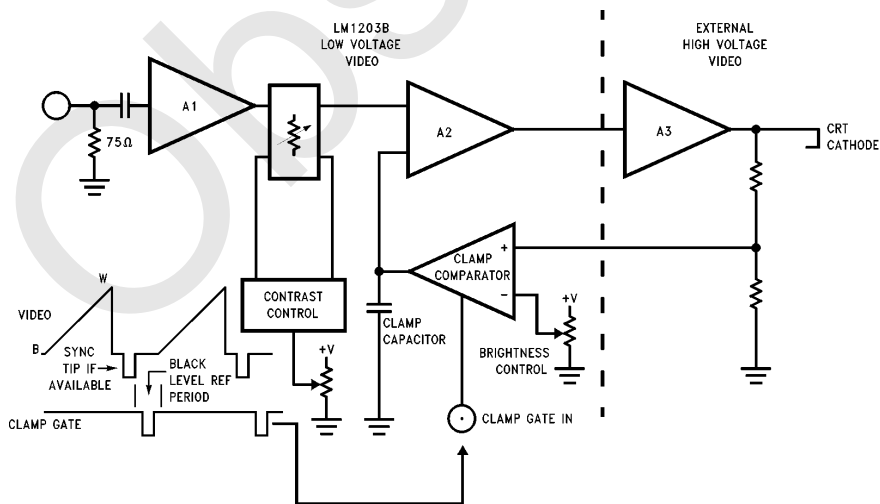 LM1203B
LOW VOLTAGE
VIDEO
EXTERNAL
HIGH VOLTAGE
VIDEO
A1
A2
A3
75Ω
CRT
CATHODE
CLAMP
COMPARATOR
+
−
CONTRAST
CONTROL
CLAMP
CAPACITOR
+V
BRIGHTNESS
CONTROL
+V
W
VIDEO
B
SYNC
TIP IF
AVAILABLE
BLACK
LEVEL REF
PERIOD
CLAMP GATE
CLAMP GATE IN